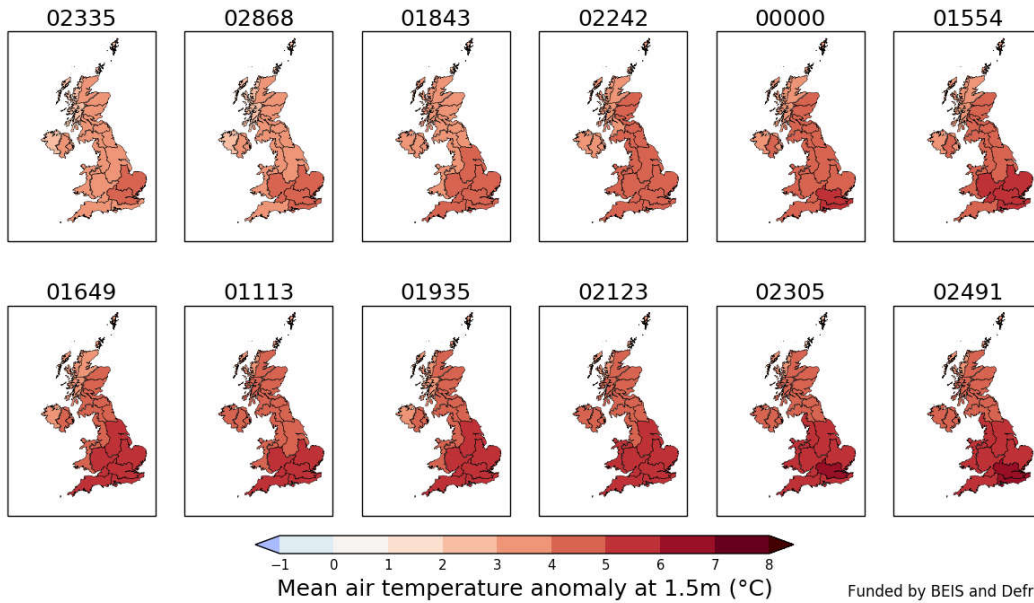 02335 02868 01843 02242 00000 01554
01649 01113 01935 02123 02305 02491
−1 0 1 2 3 4 5 6 7 8
Mean air temperature anomaly at 1.5m (°C)
Funded by BEIS and Defr